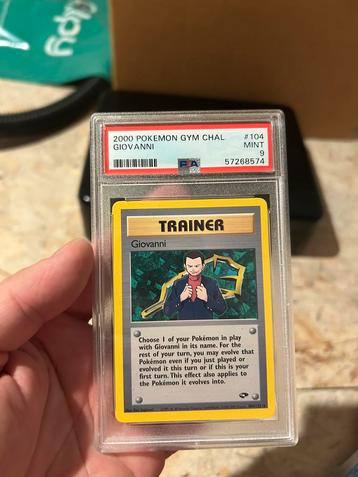 2000 POKEMON GYM CHAL #104
GIOVANNI MINT
9
PSA 57268574
TRAINER
Giovanni
Choose 1 of your Pokémon in play
with Giovanni in its name. For the
rest of your turn, you may evolve that
Pokémon even if you just played or
evolved it this turn or if this is your
first turn. This effect also applies to
the Pokémon it evolves into.